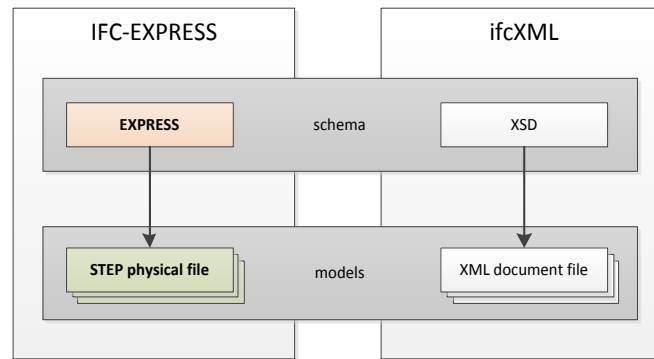 IFC-EXPRESS
ifcXML
EXPRESS
schema
XSD
STEP physical file
models
XML document file